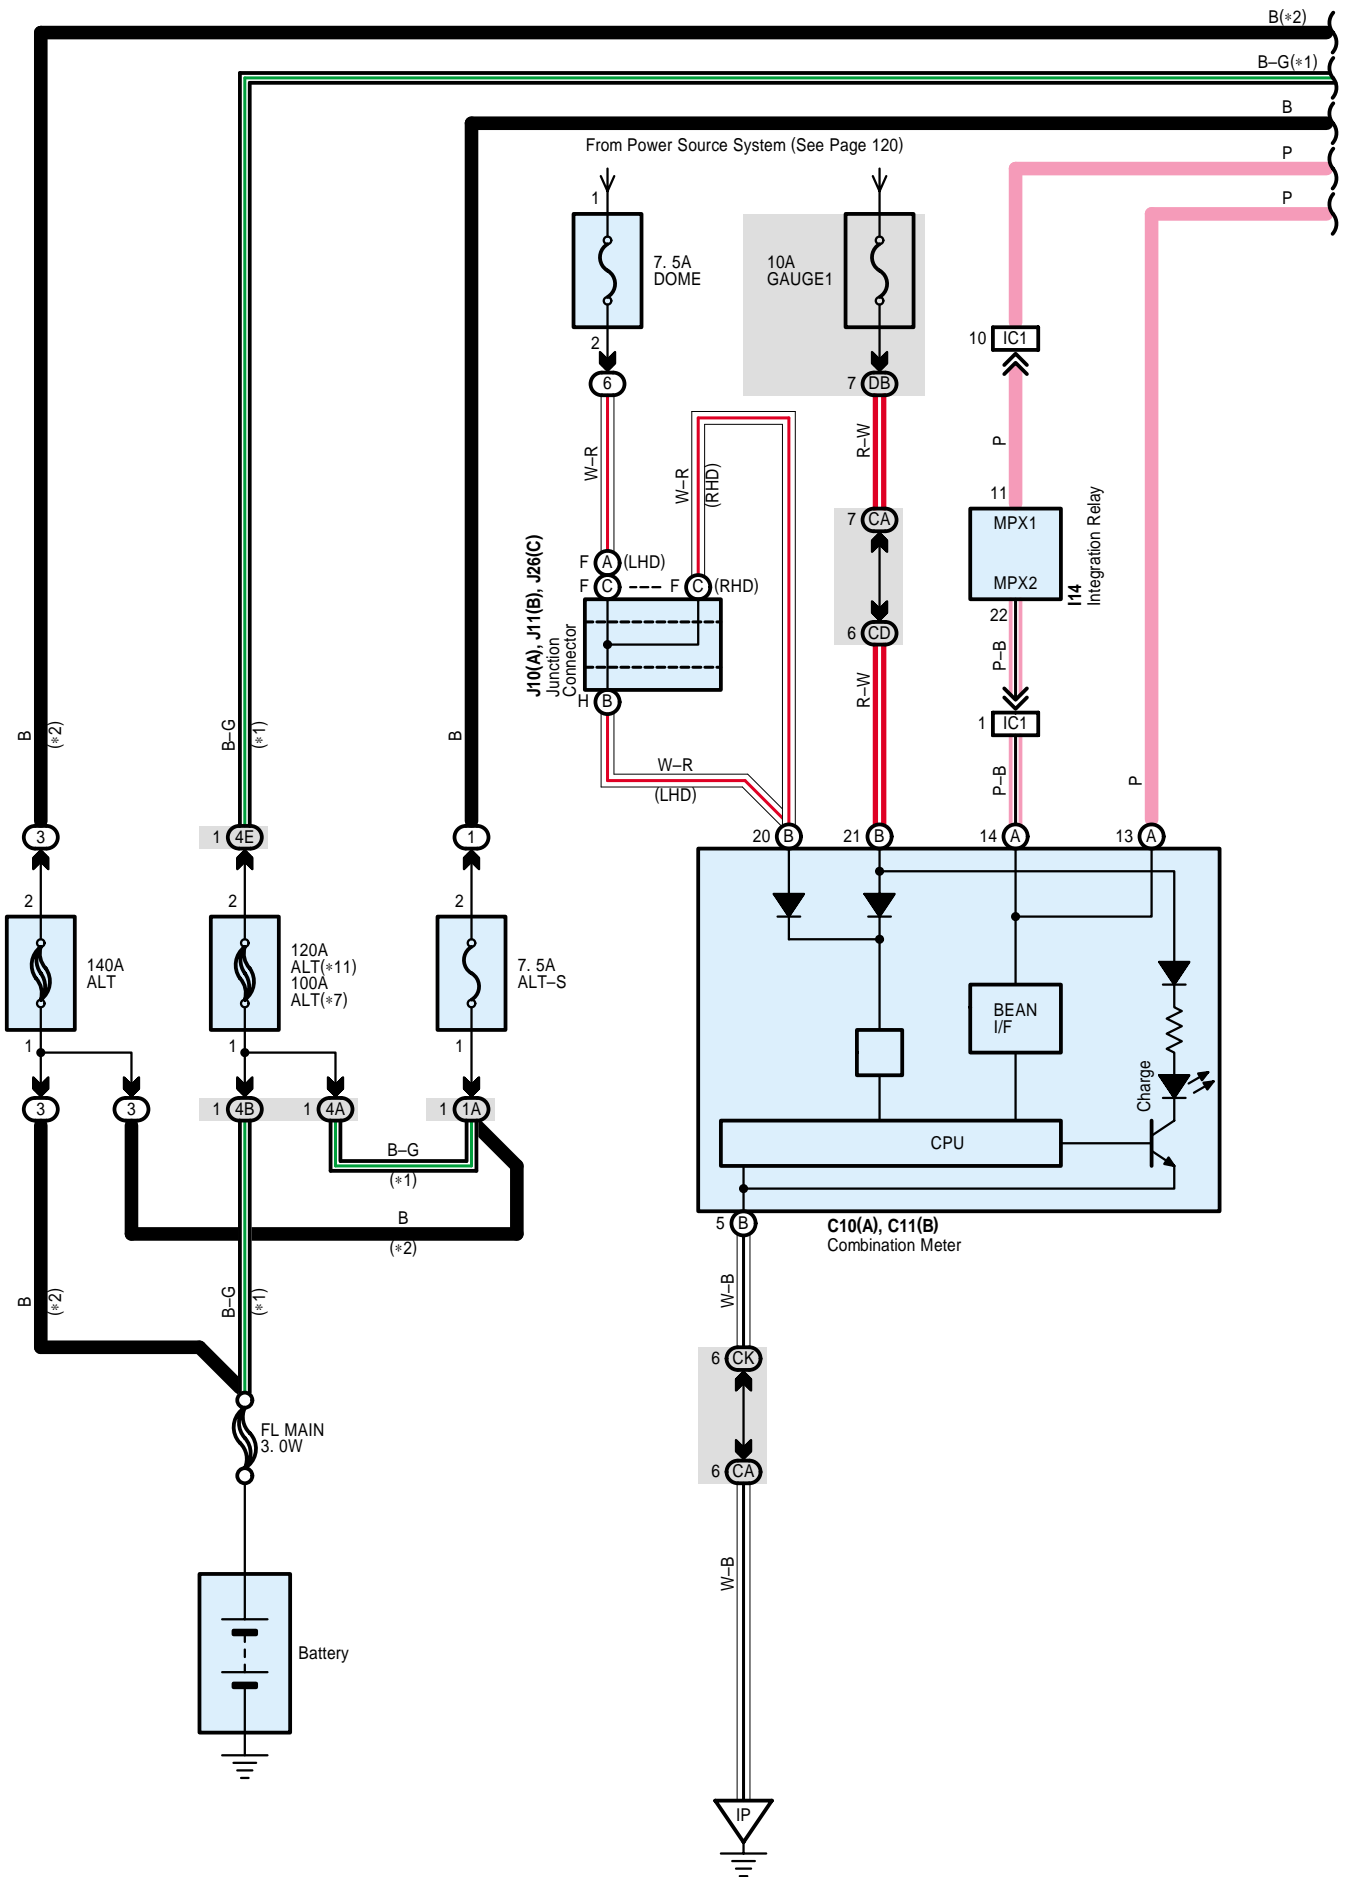 B(∗2)
B–G(∗1)
B
From Power Source System (See Page 120)
P
P
1
7. 5A
DOME
10A
GAUGE1
2
6
7 DB
10 IC1
W–R
W–R
(RHD)
R–W
P
7 CA
11
MPX1
MPX2
I14
Integration Relay
F A (LHD)
F C
F C (RHD)
J10(A), J11(B), J26(C)
Junction
Connector
H B
6 CD
22
P–B
R–W
1 IC1
B
(∗2)
B–G
(∗1)
B
W–R
(LHD)
P–B
P
3
1 4E
1
20 B
21 B
14 A
13 A
2
2
2
140A
ALT
120A
ALT(∗11)
100A
ALT(∗7)
7. 5A
ALT–S
BEAN
I/F
1
1
1
Charge
3
3
1 4B
1 4A
1 1A
CPU
B–G
(∗1)
B
(∗2)
5 B
C10(A), C11(B)
Combination Meter
B
(∗2)
B–G
(∗1)
W–B
6 CK
FL MAIN
3. 0W
6 CA
W–B
Battery
IP